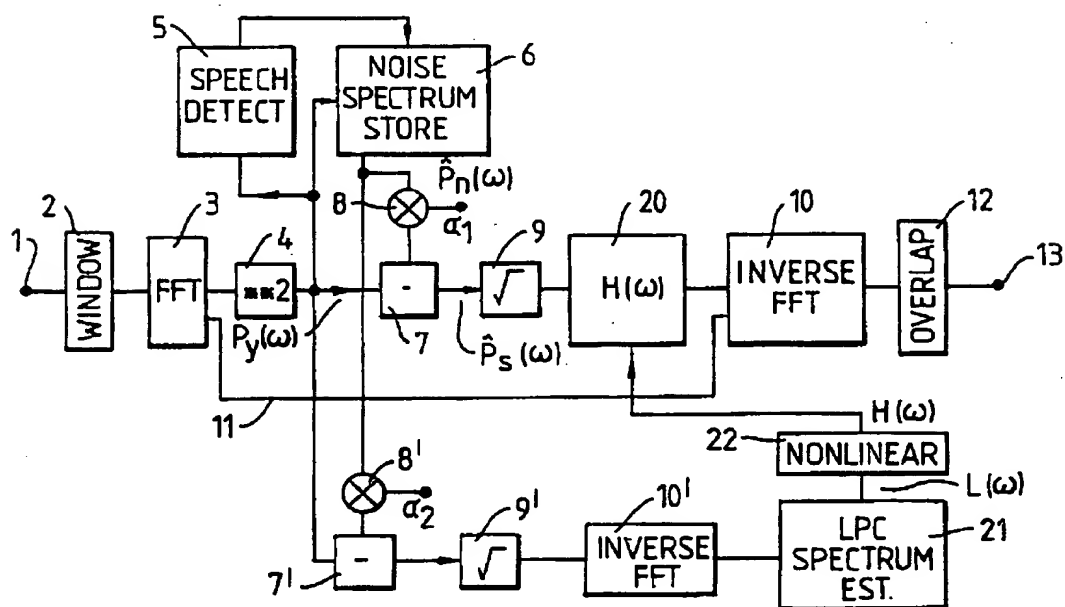 5
SPEECH
DETECT
NOISE
SPECTRUM
STORE
6
P̂n(ω)
8
α1
1
2
WINDOW
3
FFT
4
**2
Py(ω)
-
7
P̂s(ω)
9
√
20
H(ω)
10
INVERSE
FFT
12
OVERLAP
13
11
H(ω)
22
NONLINEAR
L(ω)
8'
α2
-
7'
9'
√
10'
INVERSE
FFT
LPC
SPECTRUM
EST.
21